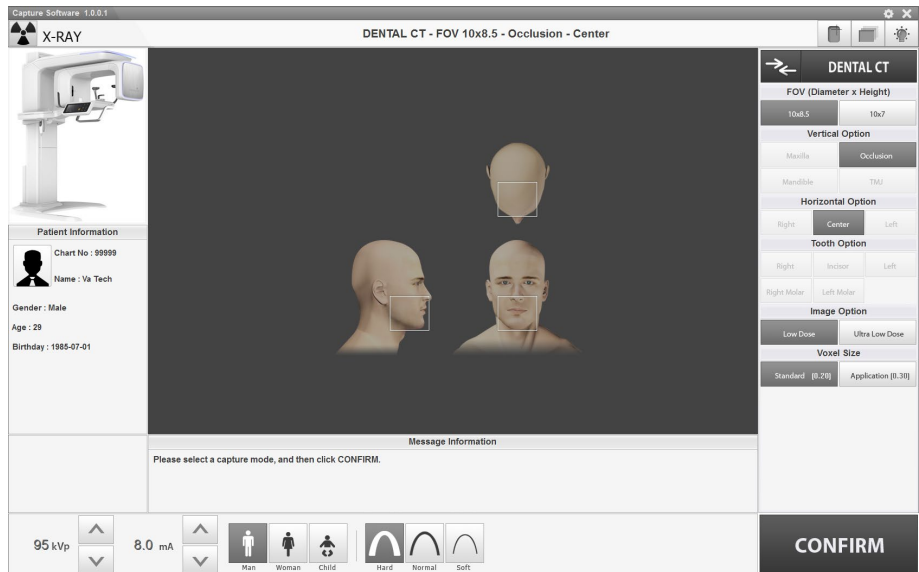 Capture Software 1.0.0.1
X-RAY
DENTAL CT - FOV 10x8.5 - Occlusion - Center
DENTAL CT
FOV (Diameter x Height)
10x8.5 10x7
Vertical Option
Maxilla Occlusion
Mandible TMJ
Horizontal Option
Right Center Left
Tooth Option
Right Incisor Left
Right Molar Left Molar
Image Option
Low Dose Ultra Low Dose
Voxel Size
Standard [0.20] Application [0.30]
Patient Information
Chart No : 99999
Name : Va Tech
Gender : Male
Age : 29
Birthday : 1985-07-01
Message Information
Please select a capture mode, and then click CONFIRM.
95 kVp 8.0 mA
Man Woman Child Hard Normal Soft
CONFIRM